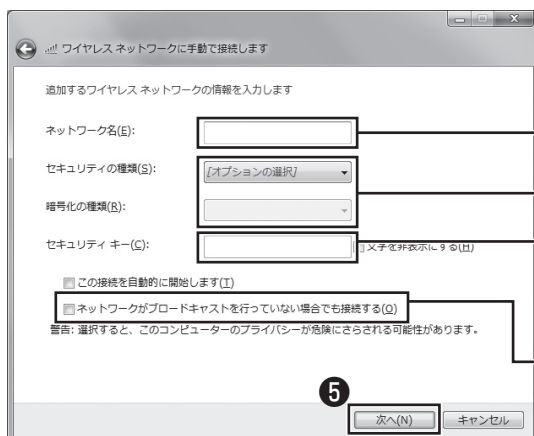 ワイヤレス ネットワークに手動で接続します
追加するワイヤレス ネットワークの情報を入力します
ネットワーク名(E):
セキュリティの種類(S):
[オプションの選択]
暗号化の種類(R):
セキュリティ キー(C):
文字を非表示にする(H)
この接続を自動的に開始します(T)
ネットワークがブロードキャストを行っていない場合でも接続する(O)
警告: 選択すると、このコンピューターのプライバシーが危険にさらされる可能性があります。
5
次へ(N) キャンセル